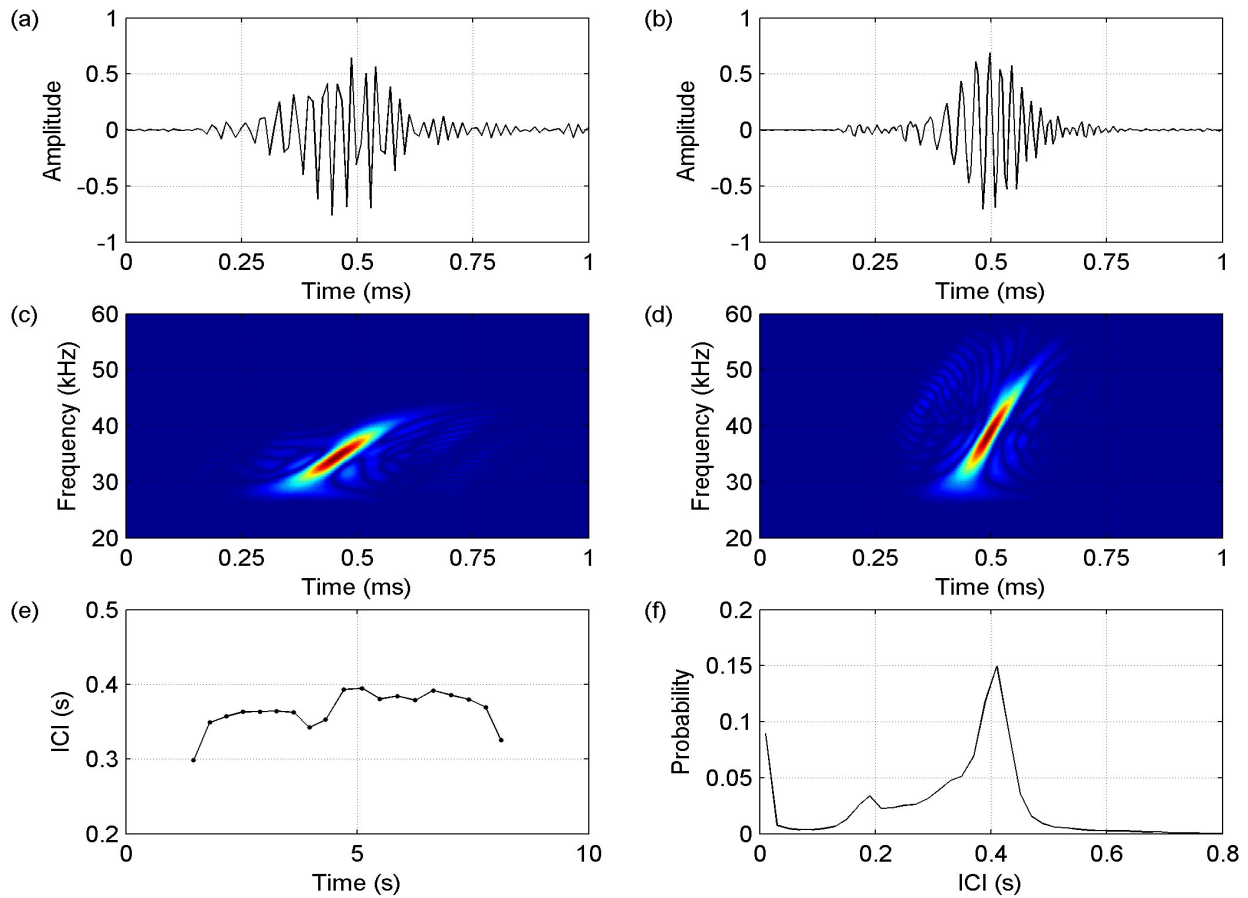 (a)
1
0.5
0
-0.5
-1
Amplitude
0 0.25 0.5 0.75 1
Time (ms)
(b)
1
0.5
0
-0.5
-1
Amplitude
0 0.25 0.5 0.75 1
Time (ms)
(c)
60
50
40
30
20
Frequency (kHz)
0 0.25 0.5 0.75 1
Time (ms)
(d)
60
50
40
30
20
Frequency (kHz)
0 0.25 0.5 0.75 1
Time (ms)
(e)
0.5
0.4
0.3
0.2
ICI (s)
0 5 10
Time (s)
(f)
0.2
0.15
0.1
0.05
0
Probability
0 0.2 0.4 0.6 0.8
ICI (s)